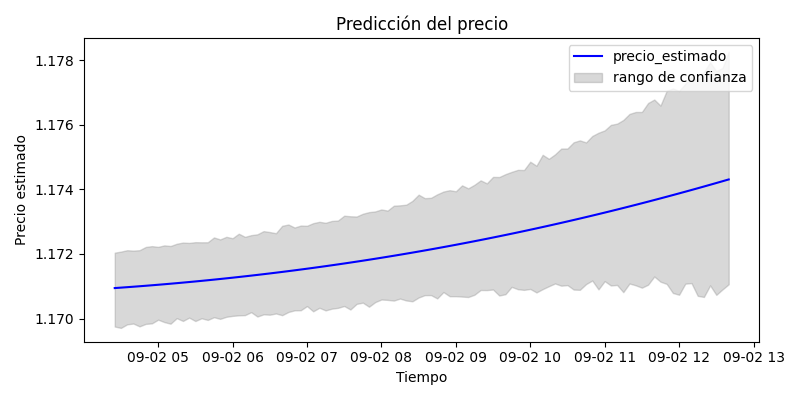 Predicción del precio
precio_estimado
rango de confianza
Precio estimado
1.178
1.176
1.174
1.172
1.170
09-02 05
09-02 06
09-02 07
09-02 08
09-02 09
09-02 10
09-02 11
09-02 12
09-02 13
Tiempo